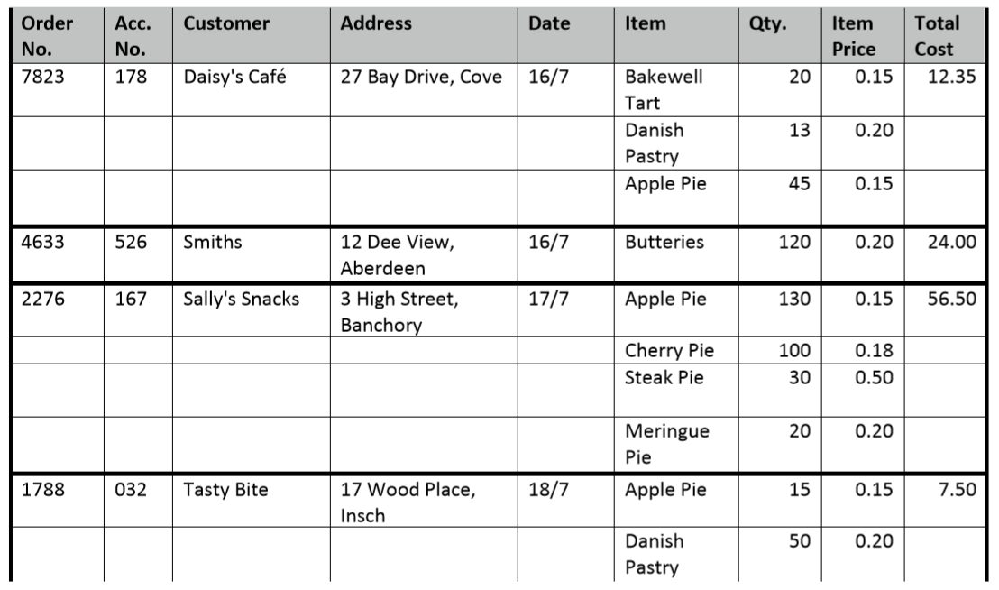 Order Acc. Customer Address Date Item Qty. Item Total
No. No. Price Cost
7823 178 Daisy's Café 27 Bay Drive, Cove 16/7 Bakewell 20 0.15 12.35
Tart
Danish 13 0.20
Pastry
Apple Pie 45 0.15
4633 526 Smiths 12 Dee View, 16/7 Butteries 120 0.20 24.00
Aberdeen
2276 167 Sally's Snacks 3 High Street, 17/7 Apple Pie 130 0.15 56.50
Banchory
Cherry Pie 100 0.18
Steak Pie 30 0.50
Meringue 20 0.20
Pie
1788 032 Tasty Bite 17 Wood Place, 18/7 Apple Pie 15 0.15 7.50
Insch
Danish 50 0.20
Pastry